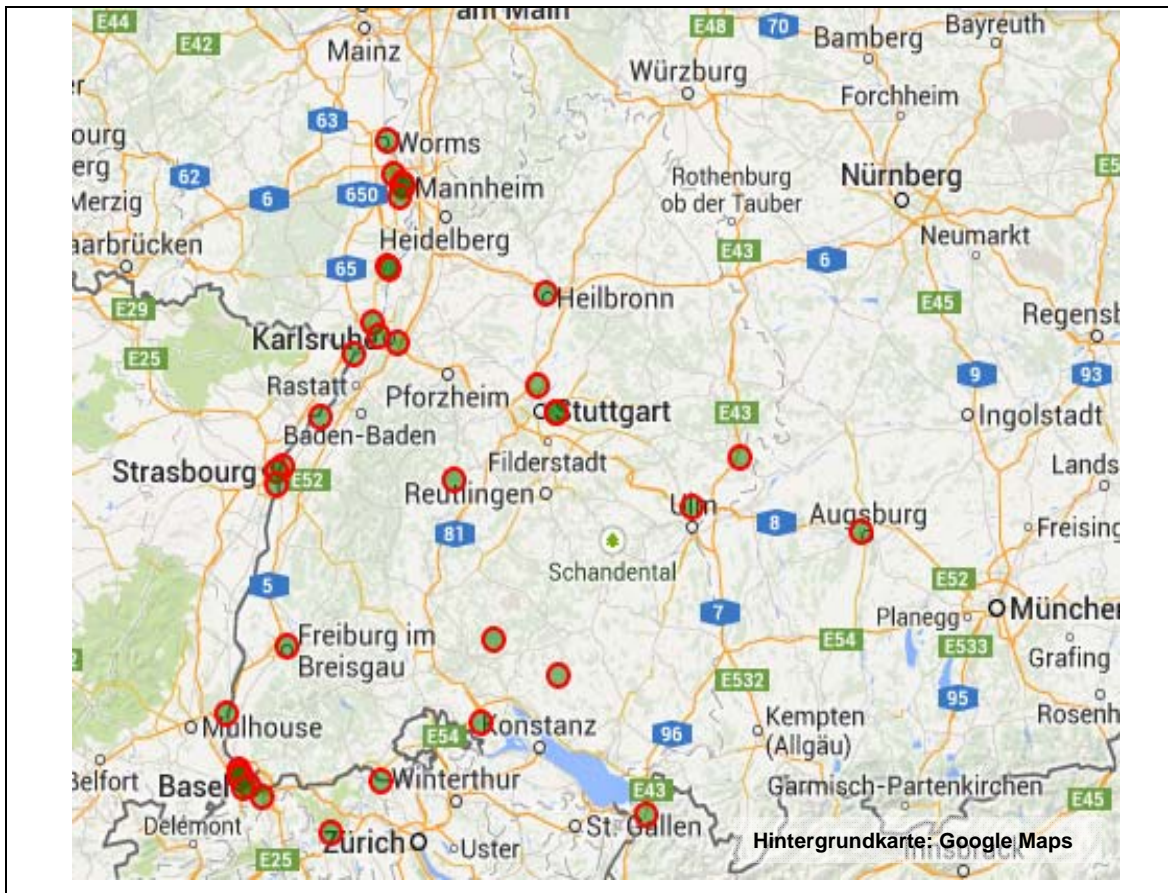 E44
am Main
E48
70
Bayreuth
E42
Mainz
Bamberg
Würzburg
Forchheim
63
Worms
ourg
erg
62
650
Mannheim
Rothenburg
ob der Tauber
Nürnberg
E5
Merzig
6
Heidelberg
Neumarkt
aarbrücken
65
E43
6
Heilbronn
E45
E29
Regensb
Karlsruhe
E25
Rastatt
Pforzheim
9
93
Stuttgart
E43
Ingolstadt
Baden-Baden
Strasbourg
E52
Filderstadt
Lands
Reutlingen
Ulm
8
Augsburg
Freising
81
Schandental
E52
5
7
Planegg
München
Freiburg im
Breisgau
E54
E533
Grafing
E532
95
Mulhouse
Konstanz
E54
96
Kempten
(Allgäu)
Rosenh
Belfort
Basel
Winterthur
E43
Garmisch-Partenkirchen
E45
Delémont
St. Gallen
Zürich
Uster
E25
Hintergrundkarte: Google Maps
Innsbruck